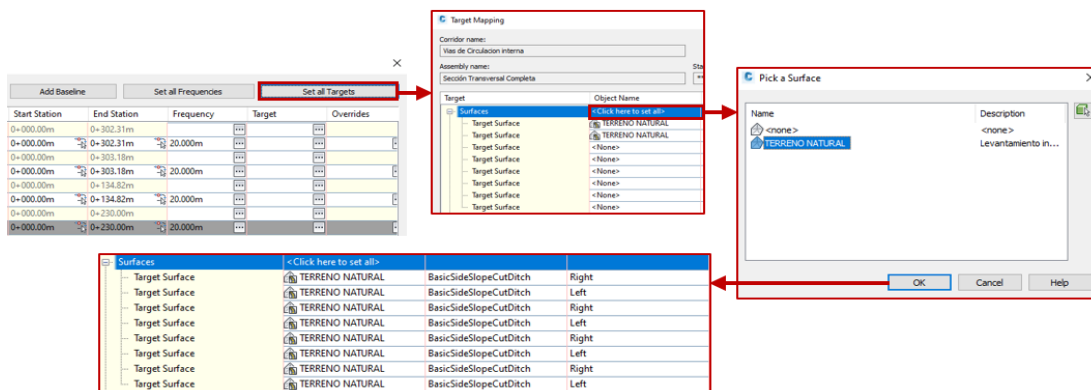 Add Baseline Set all Frequencies Set all Targets
Start Station End Station Frequency Target Overrides
0+000.00m 0+302.31m
0+000.00m 0+302.31m 20.000m
0+000.00m 0+303.18m
0+000.00m 0+303.18m 20.000m
0+000.00m 0+134.82m
0+000.00m 0+134.82m 20.000m
0+000.00m 0+230.00m
0+000.00m 0+230.00m 20.000m
Target Mapping
Corridor name:
Vias de Circulacion interna
Assembly name: Sta
Sección Transversal Completa
Target Object Name
Surfaces <Click here to set all>
Target Surface TERRENO NATURAL
Target Surface TERRENO NATURAL
Target Surface <None>
Target Surface <None>
Target Surface <None>
Target Surface <None>
Target Surface <None>
Target Surface <None>
Pick a Surface
Name Description
<none> <none>
TERRENO NATURAL Levantamiento in...
OK Cancel Help
Surfaces <Click here to set all>
Target Surface TERRENO NATURAL BasicSideSlopeCutDitch Right
Target Surface TERRENO NATURAL BasicSideSlopeCutDitch Left
Target Surface TERRENO NATURAL BasicSideSlopeCutDitch Right
Target Surface TERRENO NATURAL BasicSideSlopeCutDitch Left
Target Surface TERRENO NATURAL BasicSideSlopeCutDitch Right
Target Surface TERRENO NATURAL BasicSideSlopeCutDitch Left
Target Surface TERRENO NATURAL BasicSideSlopeCutDitch Right
Target Surface TERRENO NATURAL BasicSideSlopeCutDitch Left